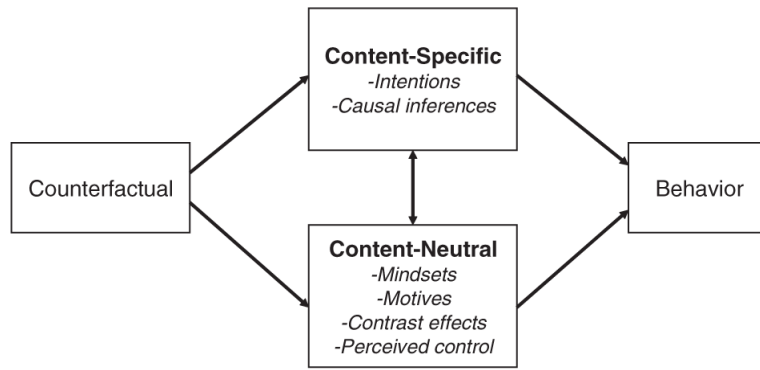 Content-Specific
-Intentions
-Causal inferences
Counterfactual
Behavior
Content-Neutral
-Mindsets
-Motives
-Contrast effects
-Perceived control